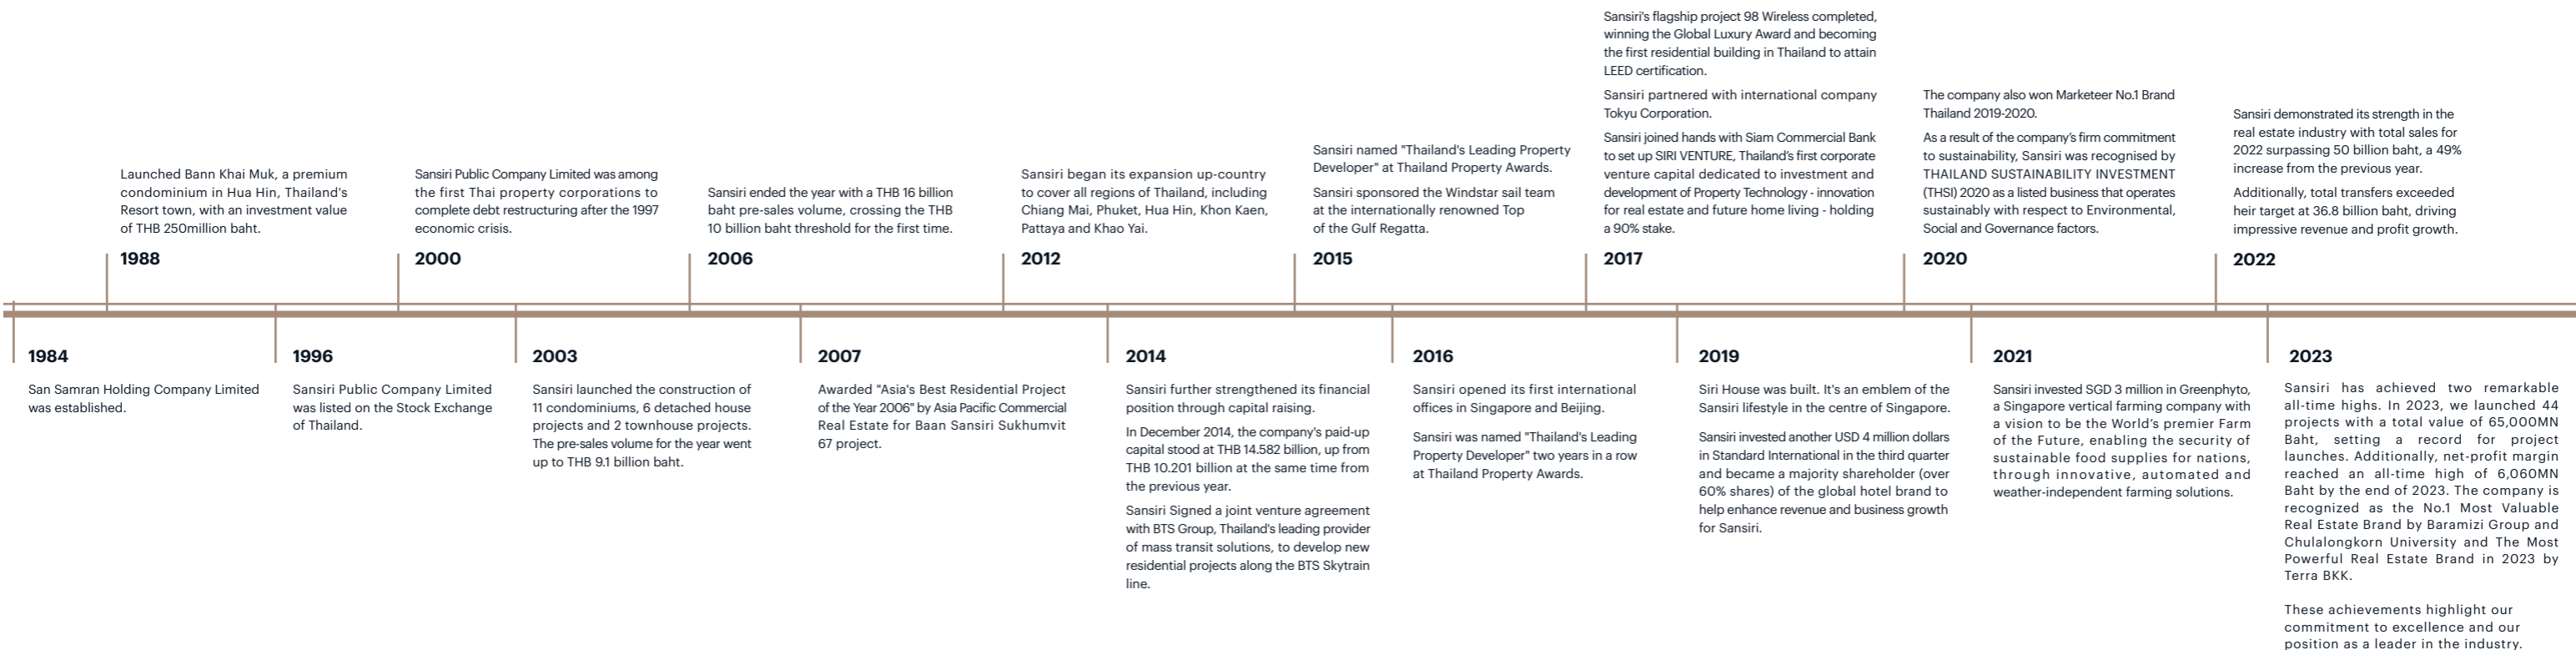 Launched Bann Khai Muk, a premium
condominium in Hua Hin, Thailand's
Resort town, with an investment value
of THB 250million baht.
1988
Sansiri Public Company Limited was among
the first Thai property corporations to
complete debt restructuring after the 1997
economic crisis.
2000
Sansiri ended the year with a THB 16 billion
baht pre-sales volume, crossing the THB
10 billion baht threshold for the first time.
2006
Sansiri began its expansion up-country
to cover all regions of Thailand, including
Chiang Mai, Phuket, Hua Hin, Khon Kaen,
Pattaya and Khao Yai.
2012
Sansiri named "Thailand's Leading Property
Developer" at Thailand Property Awards.
Sansiri sponsored the Windstar sail team
at the internationally renowned Top
of the Gulf Regatta.
2015
Sansiri's flagship project 98 Wireless completed,
winning the Global Luxury Award and becoming
the first residential building in Thailand to attain
LEED certification.
Sansiri partnered with international company
Tokyu Corporation.
Sansiri joined hands with Siam Commercial Bank
to set up SIRI VENTURE, Thailand's first corporate
venture capital dedicated to investment and
development of Property Technology - innovation
for real estate and future home living - holding
a 90% stake.
2017
The company also won Marketeer No.1 Brand
Thailand 2019-2020.
As a result of the company's firm commitment
to sustainability, Sansiri was recognised by
THAILAND SUSTAINABILITY INVESTMENT
(THSI) 2020 as a listed business that operates
sustainably with respect to Environmental,
Social and Governance factors.
2020
Sansiri demonstrated its strength in the
real estate industry with total sales for
2022 surpassing 50 billion baht, a 49%
increase from the previous year.
Additionally, total transfers exceeded
heir target at 36.8 billion baht, driving
impressive revenue and profit growth.
2022
1984
San Samran Holding Company Limited
was established.
1996
Sansiri Public Company Limited
was listed on the Stock Exchange
of Thailand.
2003
Sansiri launched the construction of
11 condominiums, 6 detached house
projects and 2 townhouse projects.
The pre-sales volume for the year went
up to THB 9.1 billion baht.
2007
Awarded "Asia's Best Residential Project
of the Year 2006" by Asia Pacific Commercial
Real Estate for Baan Sansiri Sukhumvit
67 project.
2014
Sansiri further strengthened its financial
position through capital raising.
In December 2014, the company's paid-up
capital stood at THB 14.582 billion, up from
THB 10.201 billion at the same time from
the previous year.
Sansiri Signed a joint venture agreement
with BTS Group, Thailand's leading provider
of mass transit solutions, to develop new
residential projects along the BTS Skytrain
line.
2016
Sansiri opened its first international
offices in Singapore and Beijing.
Sansiri was named "Thailand's Leading
Property Developer" two years in a row
at Thailand Property Awards.
2019
Siri House was built. It's an emblem of the
Sansiri lifestyle in the centre of Singapore.
Sansiri invested another USD 4 million dollars
in Standard International in the third quarter
and became a majority shareholder (over
60% shares) of the global hotel brand to
help enhance revenue and business growth
for Sansiri.
2021
Sansiri invested SGD 3 million in Greenphyto,
a Singapore vertical farming company with
a vision to be the World's premier Farm
of the Future, enabling the security of
sustainable food supplies for nations,
through innovative, automated and
weather-independent farming solutions.
2023
Sansiri has achieved two remarkable
all-time highs. In 2023, we launched 44
projects with a total value of 65,000MN
Baht, setting a record for project
launches. Additionally, net-profit margin
reached an all-time high of 6,060MN
Baht by the end of 2023. The company is
recognized as the No.1 Most Valuable
Real Estate Brand by Baramizi Group and
Chulalongkorn University and The Most
Powerful Real Estate Brand in 2023 by
Terra BKK.
These achievements highlight our
commitment to excellence and our
position as a leader in the industry.